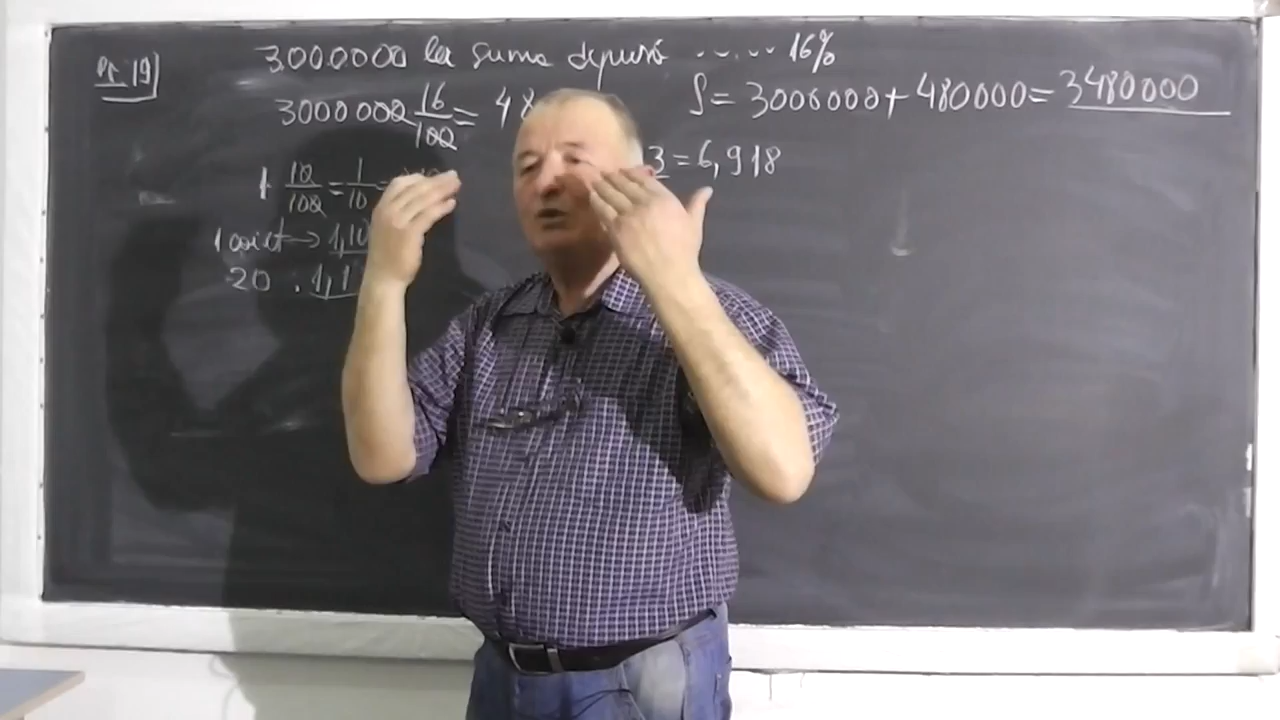 Pr. 19
3000000 la suma depusă ...... 16%
3000000 16/100 = 48
S = 3000000 + 480000 = 3480000
1 10/100 = 1/10 =
3 = 6,918
1 caiet → 1,10
20 . 1,1